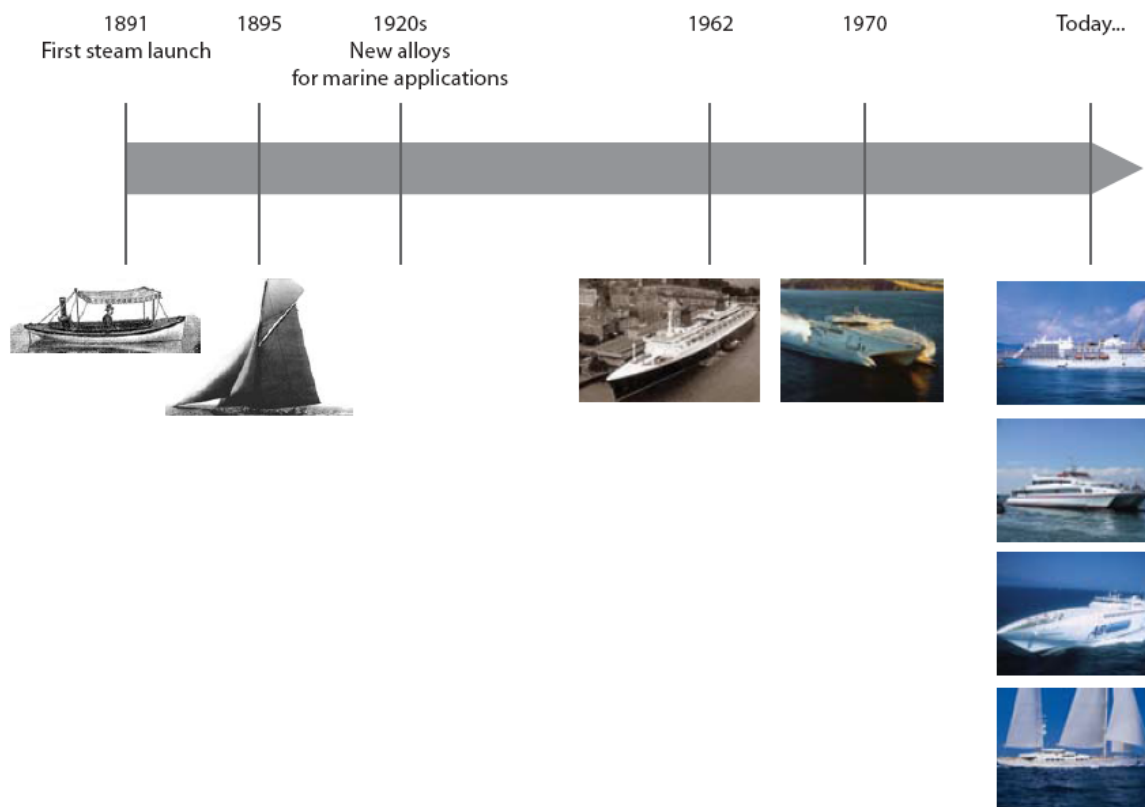 1891
First steam launch
1895
1920s
New alloys
for marine applications
1962
1970
Today...